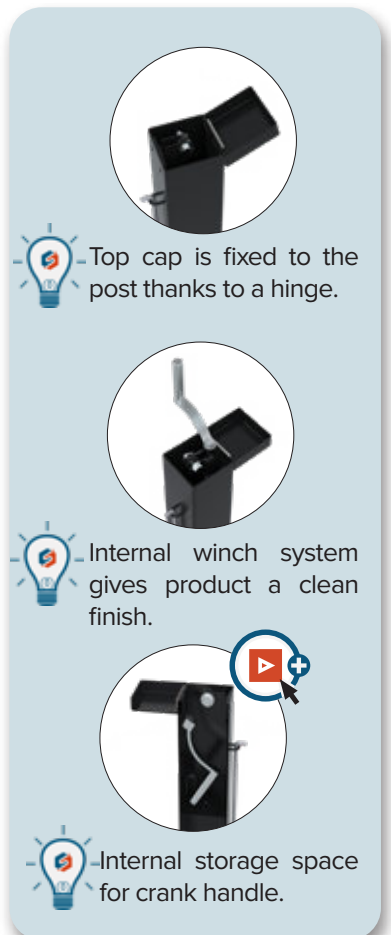 Top cap is fixed to the
post thanks to a hinge.
Internal winch system
gives product a clean
finish.
Internal storage space
for crank handle.